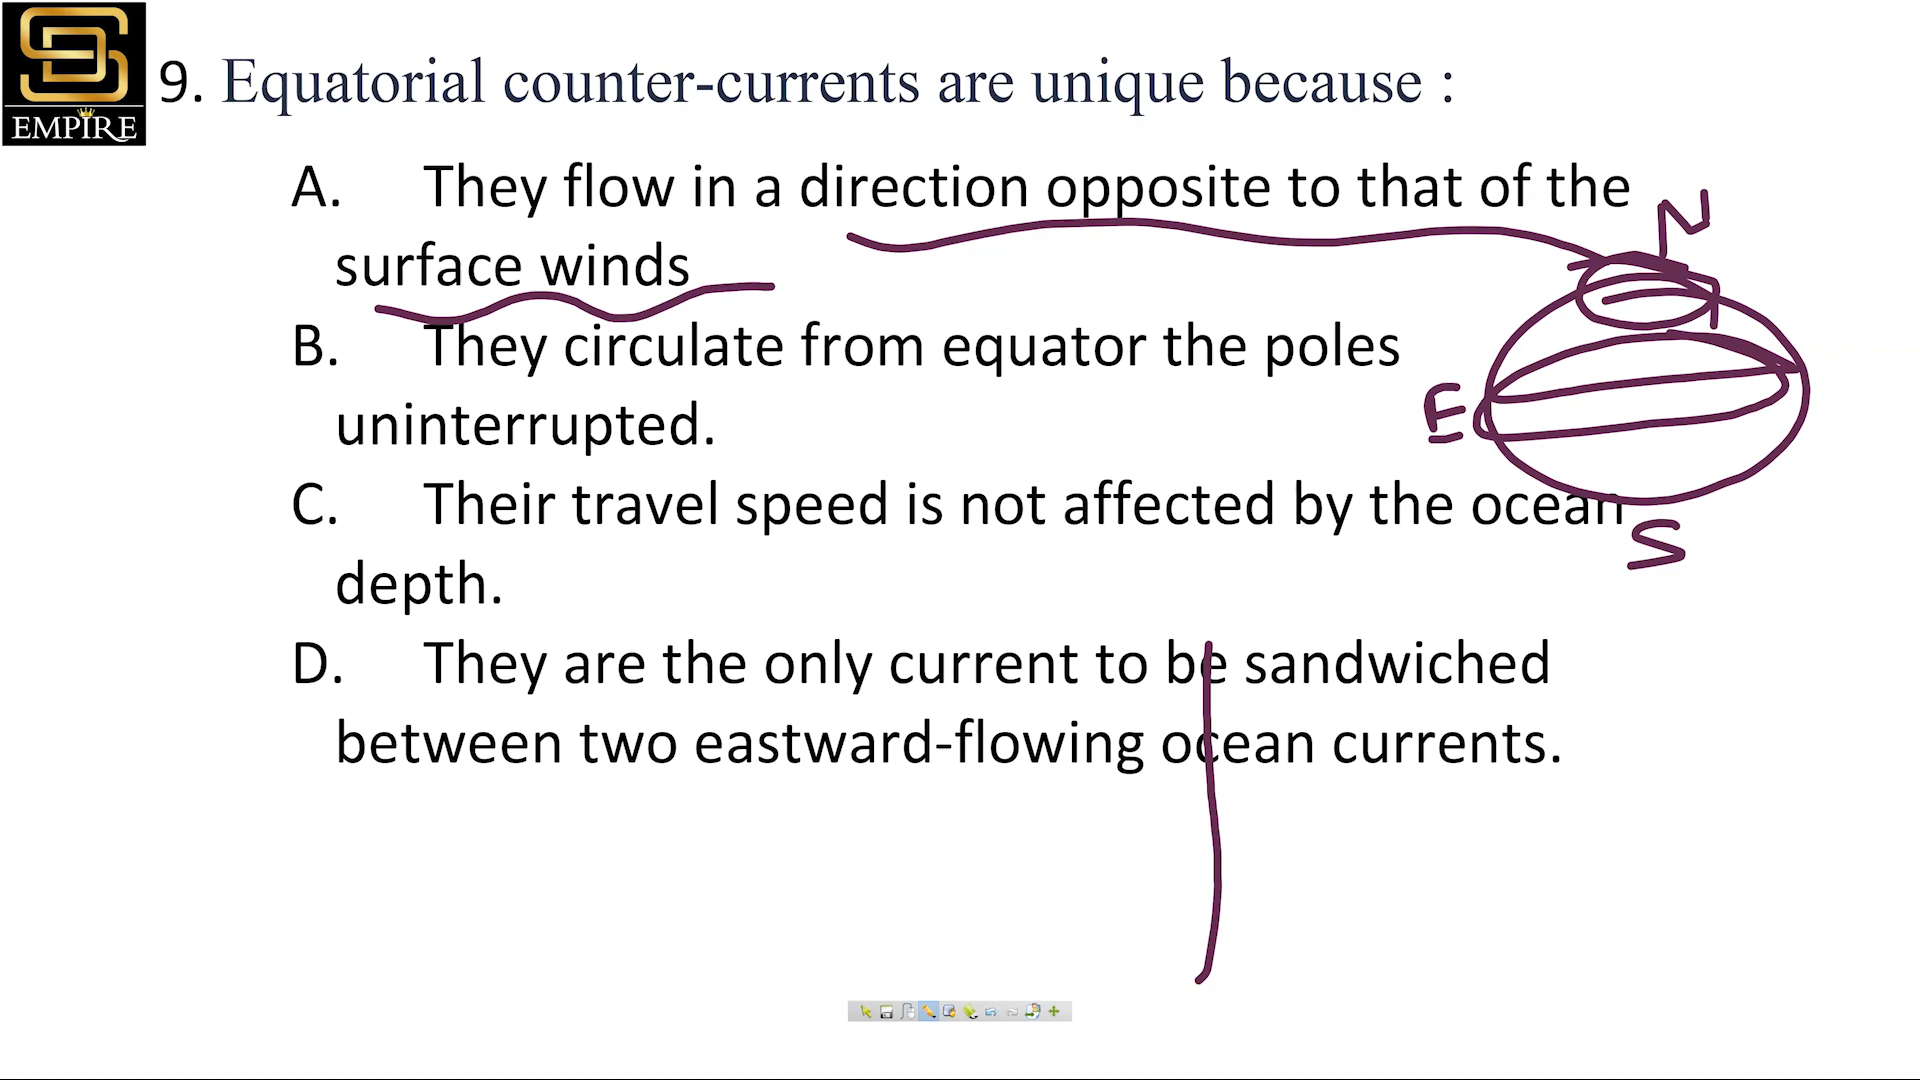 SD
EMPIRE
9. Equatorial counter-currents are unique because :
A. They flow in a direction opposite to that of the
surface winds
B. They circulate from equator the poles
uninterrupted.
C. Their travel speed is not affected by the ocean
depth.
D. They are the only current to be sandwiched
between two eastward-flowing ocean currents.
N
E
S